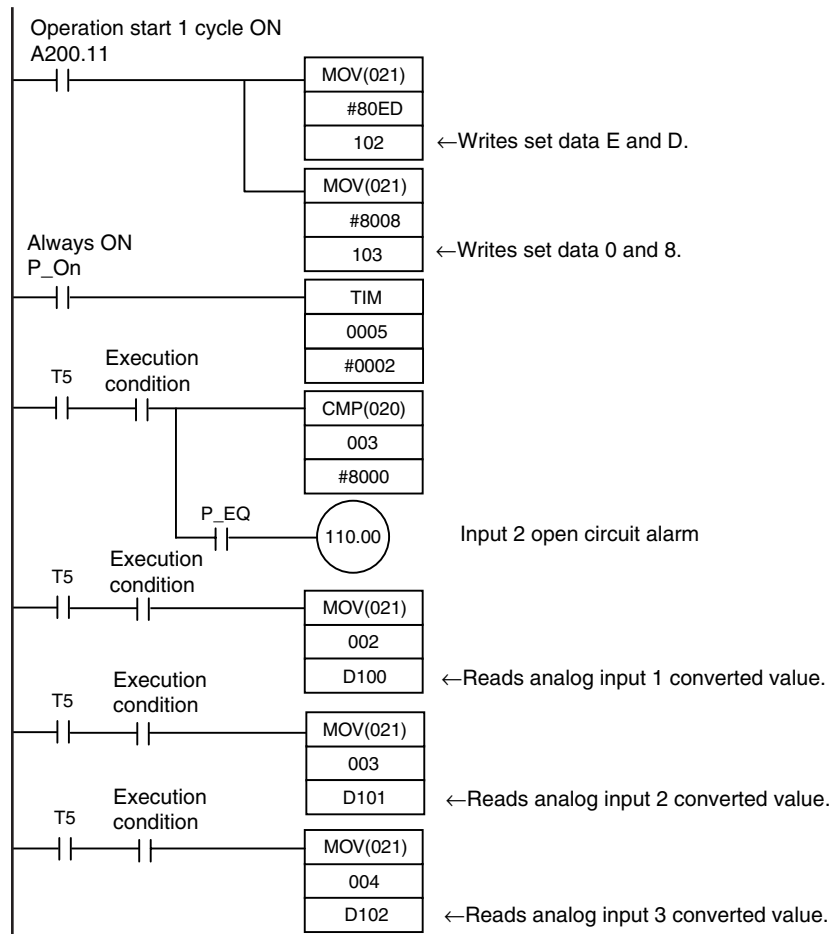 Operation start 1 cycle ON
A200.11
MOV(021)
#80ED
102 ←Writes set data E and D.
MOV(021)
#8008
103 ←Writes set data 0 and 8.
Always ON
P_On
TIM
0005
#0002
T5 Execution
condition
CMP(020)
003
#8000
P_EQ
110.00 Input 2 open circuit alarm
T5 Execution
condition
MOV(021)
002
D100 ←Reads analog input 1 converted value.
T5 Execution
condition
MOV(021)
003
D101 ←Reads analog input 2 converted value.
T5 Execution
condition
MOV(021)
004
D102 ←Reads analog input 3 converted value.